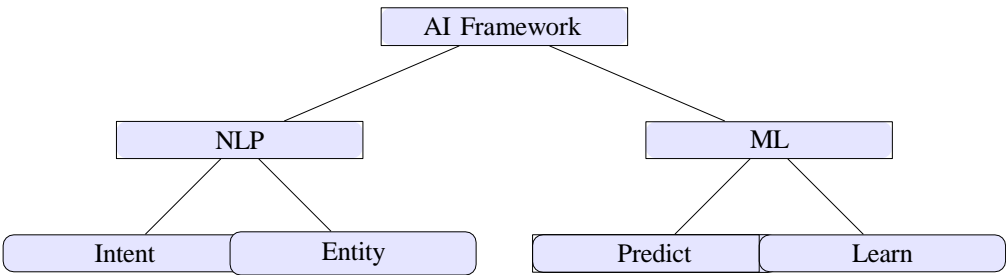 AI Framework
NLP
ML
Intent
Entity
Predict
Learn